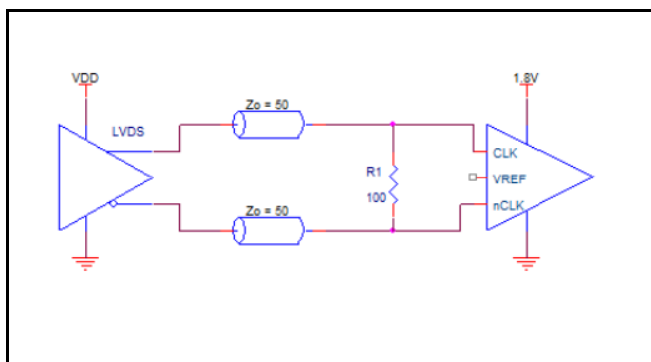 VDD
LVDS
Zo = 50
1.8V
CLK
R1
VREF
100
nCLK
Zo = 50